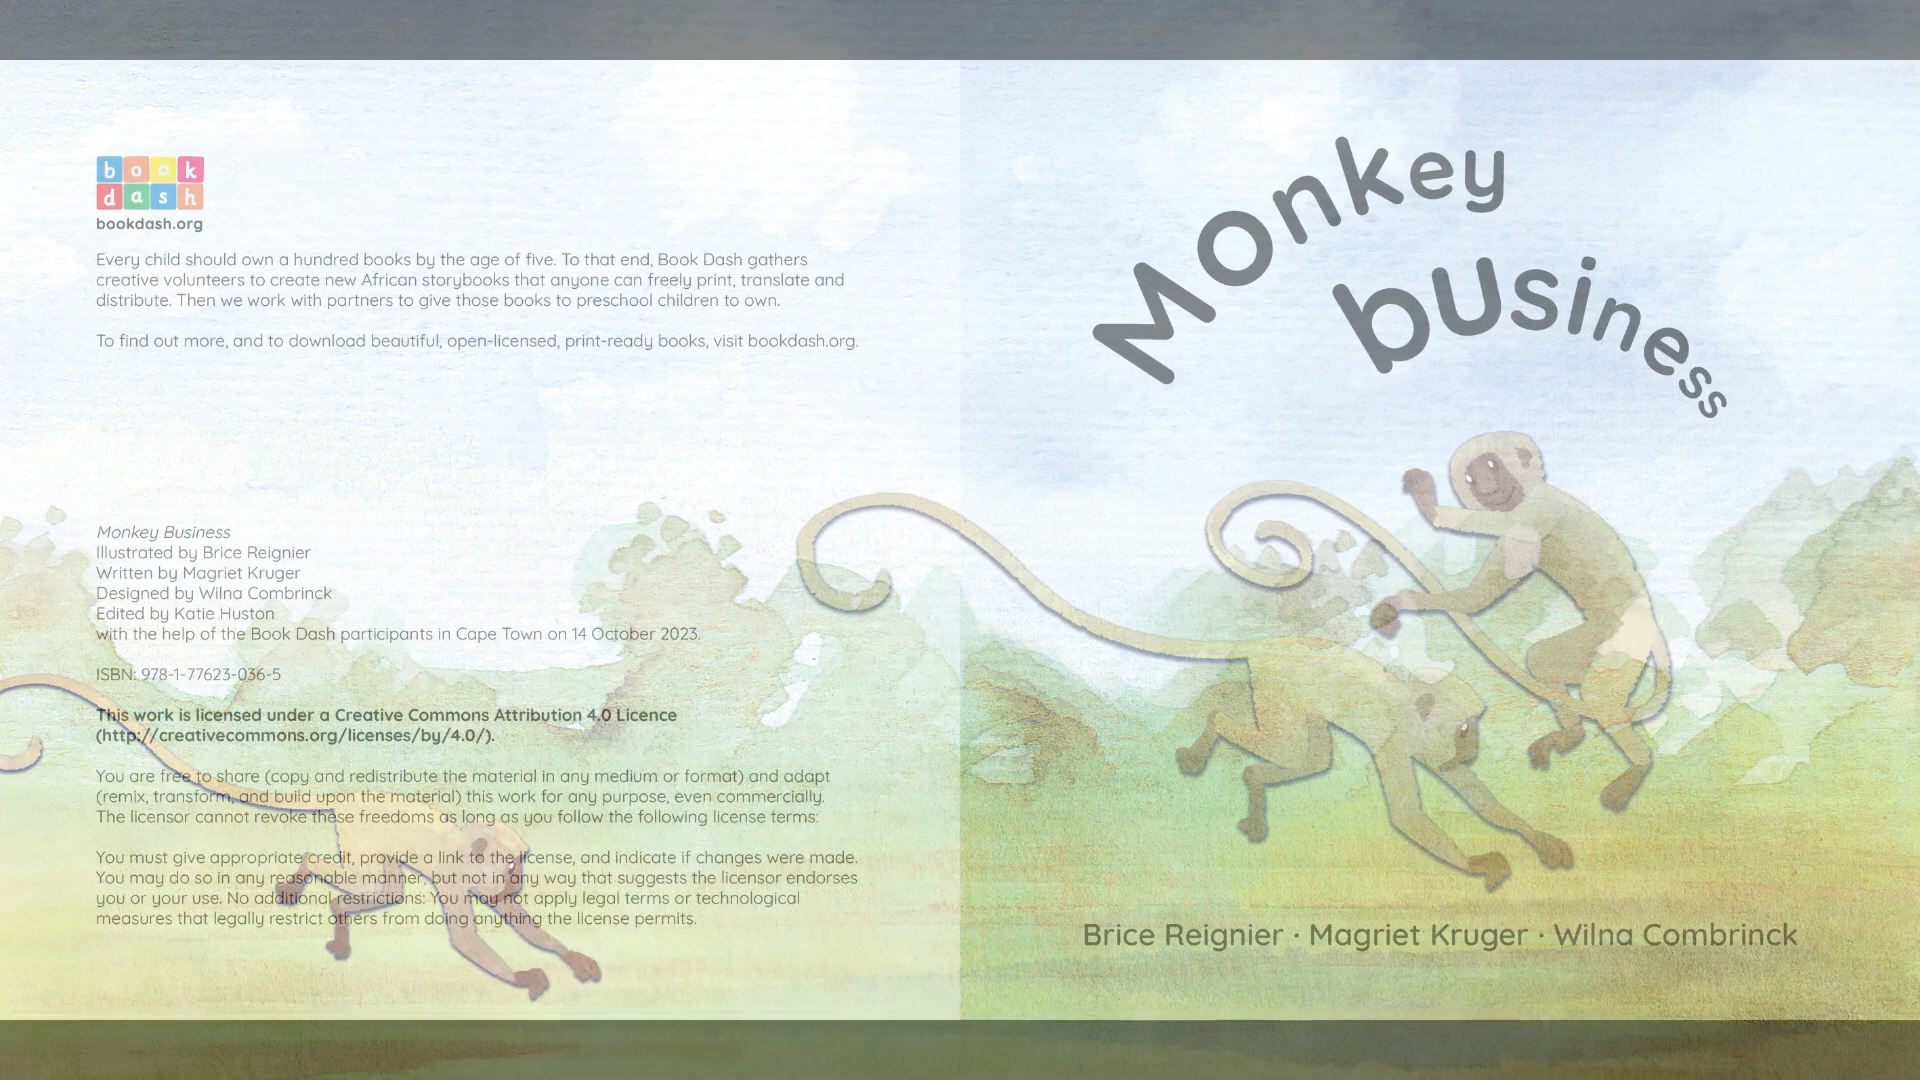 book
dash
bookdash.org
Every child should own a hundred books by the age of five. To that end, Book Dash gathers
creative volunteers to create new African storybooks that anyone can freely print, translate and
distribute. Then we work with partners to give those books to preschool children to own.
To find out more, and to download beautiful, open-licensed, print-ready books, visit bookdash.org.
Monkey Business
Illustrated by Brice Reignier
Written by Magriet Kruger
Designed by Wilna Combrinck
Edited by Katie Huston
with the help of the Book Dash participants in Cape Town on 14 October 2023.
ISBN: 978-1-77623-036-5
This work is licensed under a Creative Commons Attribution 4.0 Licence
(http://creativecommons.org/licenses/by/4.0/).
You are free to share (copy and redistribute the material in any medium or format) and adapt
(remix, transform, and build upon the material) this work for any purpose, even commercially.
The licensor cannot revoke these freedoms as long as you follow the following license terms:
You must give appropriate credit, provide a link to the license, and indicate if changes were made.
You may do so in any reasonable manner, but not in any way that suggests the licensor endorses
you or your use. No additional restrictions: You may not apply legal terms or technological
measures that legally restrict others from doing anything the license permits.
Monkey
business
Brice Reignier · Magriet Kruger · Wilna Combrinck